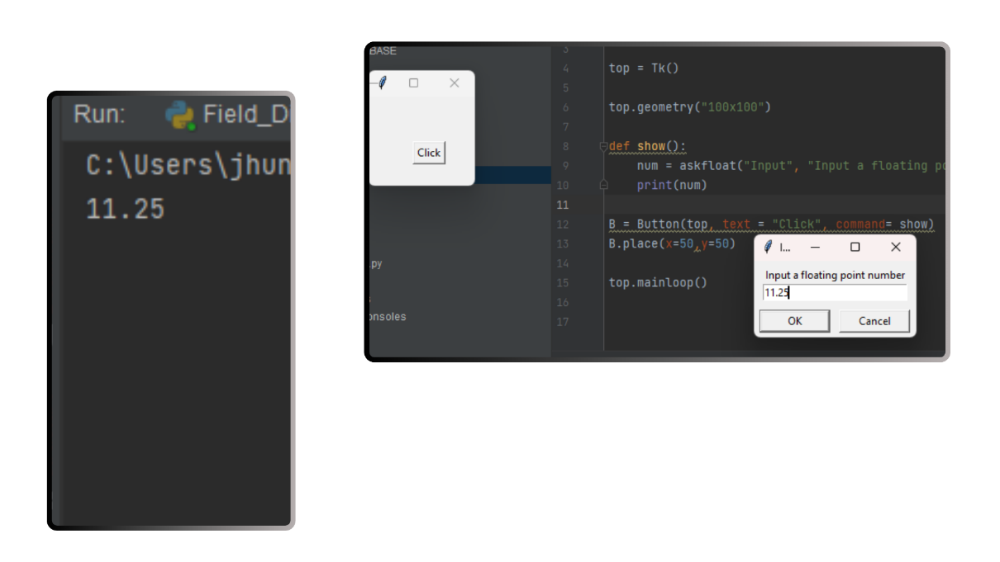 Run: Field_D
C:\Users\jhun
11.25
BASE
Click
.py
onsoles
3
4 top = Tk()
5
6 top.geometry("100x100")
7
8 def show():
9 num = askfloat("Input", "Input a floating po
10 print(num)
11
12 B = Button(top, text = "Click", command= show)
13 B.place(x=50,y=50)
14
15 top.mainloop()
16
17
I...
Input a floating point number
11.25
OK Cancel